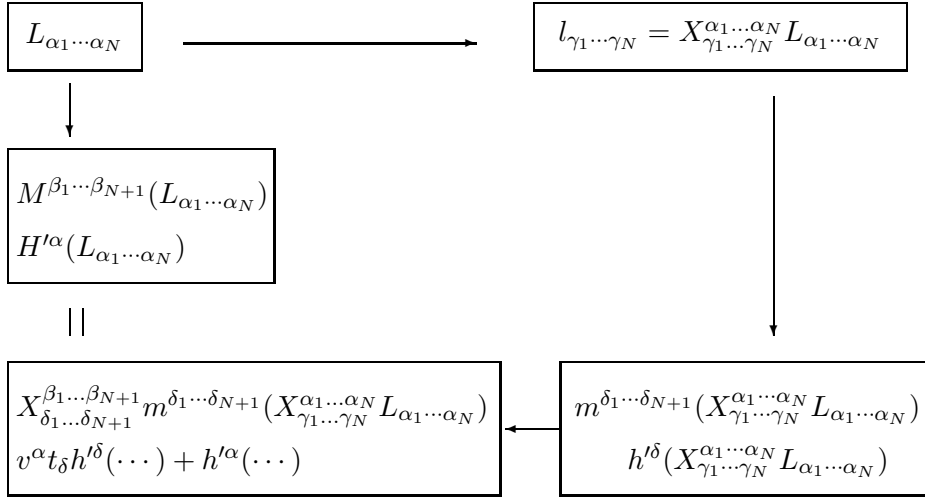 $L_{\alpha_1\cdots\alpha_N}$
$l_{\gamma_1\cdots\gamma_N} = X^{\alpha_1\ldots\alpha_N}_{\gamma_1\ldots\gamma_N} L_{\alpha_1\cdots\alpha_N}$
$M^{\beta_1\cdots\beta_{N+1}}(L_{\alpha_1\cdots\alpha_N})$
$H'^{\alpha}(L_{\alpha_1\cdots\alpha_N})$
$X^{\beta_1\ldots\beta_{N+1}}_{\delta_1\ldots\delta_{N+1}} m^{\delta_1\cdots\delta_{N+1}}(X^{\alpha_1\ldots\alpha_N}_{\gamma_1\ldots\gamma_N} L_{\alpha_1\cdots\alpha_N})$
$v^{\alpha} t_{\delta} h'^{\delta}(\cdots) + h'^{\alpha}(\cdots)$
$m^{\delta_1\cdots\delta_{N+1}}(X^{\alpha_1\ldots\alpha_N}_{\gamma_1\ldots\gamma_N} L_{\alpha_1\cdots\alpha_N})$
$h'^{\delta}(X^{\alpha_1\ldots\alpha_N}_{\gamma_1\ldots\gamma_N} L_{\alpha_1\cdots\alpha_N})$